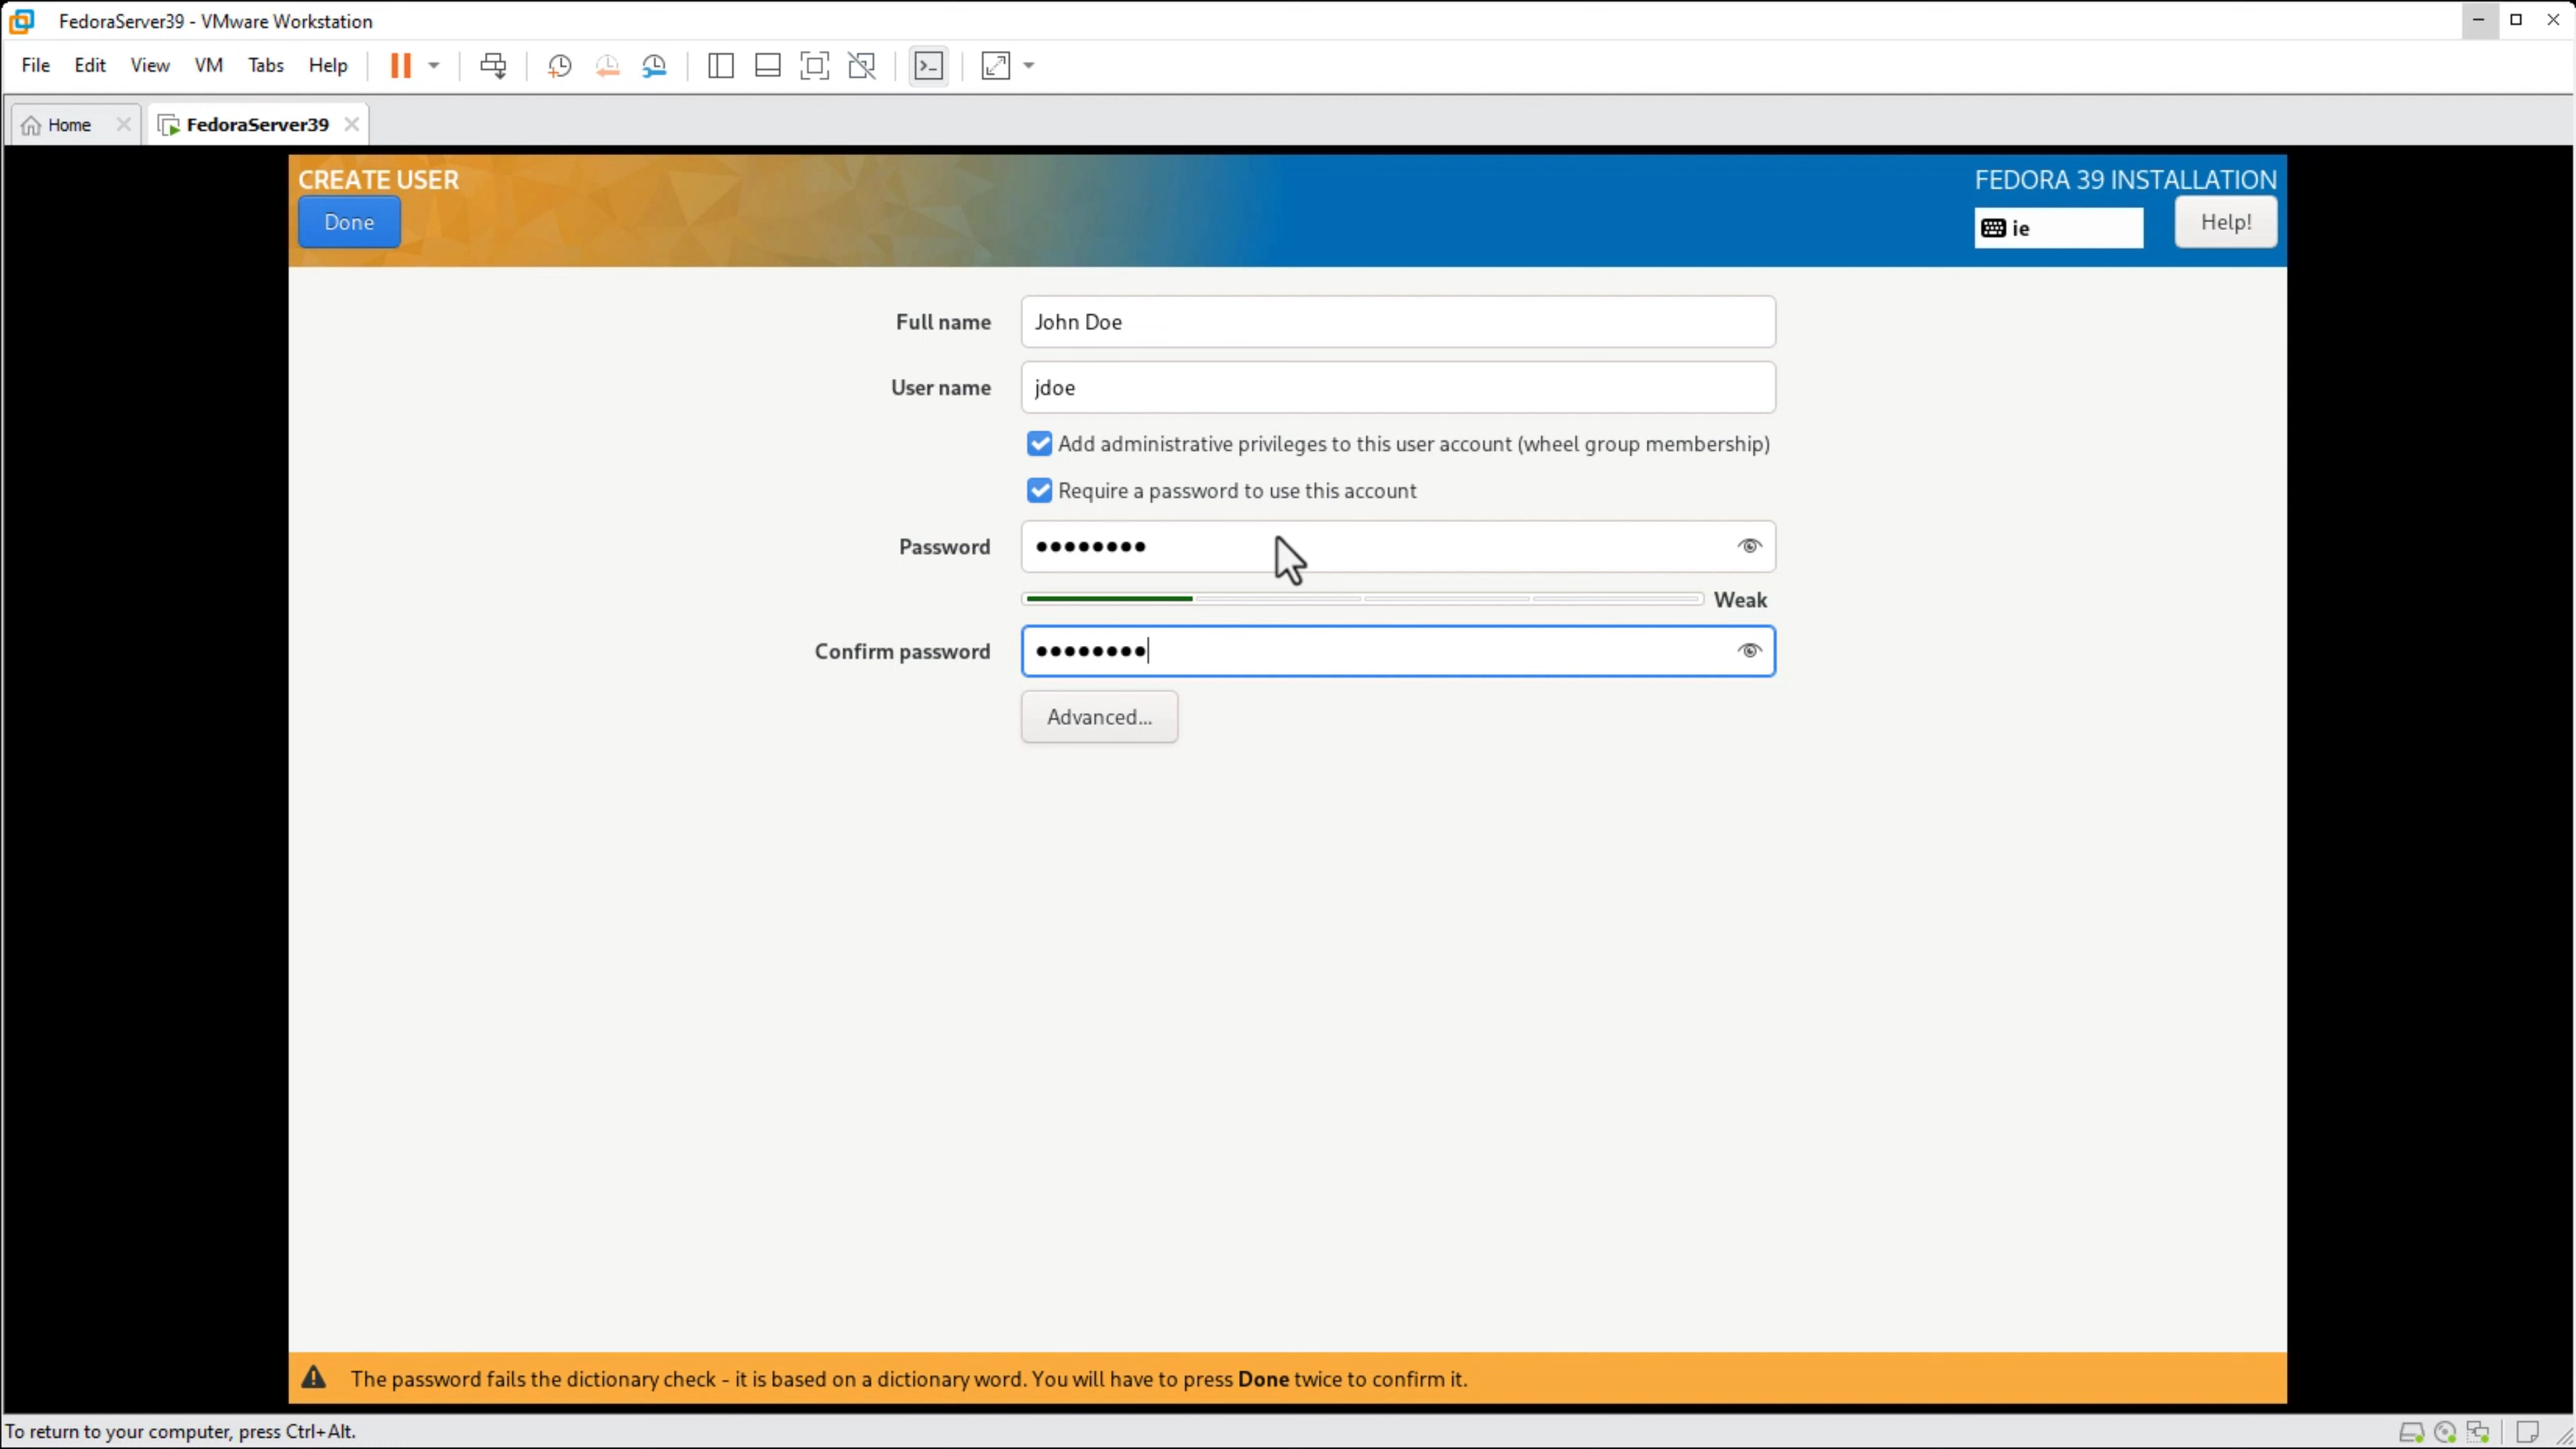 FedoraServer39 - VMware Workstation
File Edit View VM Tabs Help
Home FedoraServer39
CREATE USER
FEDORA 39 INSTALLATION
Done
ie
Help!
Full name John Doe
User name jdoe
Add administrative privileges to this user account (wheel group membership)
Require a password to use this account
Password ••••••••
Weak
Confirm password ••••••••
Advanced...
The password fails the dictionary check - it is based on a dictionary word. You will have to press Done twice to confirm it.
To return to your computer, press Ctrl+Alt.